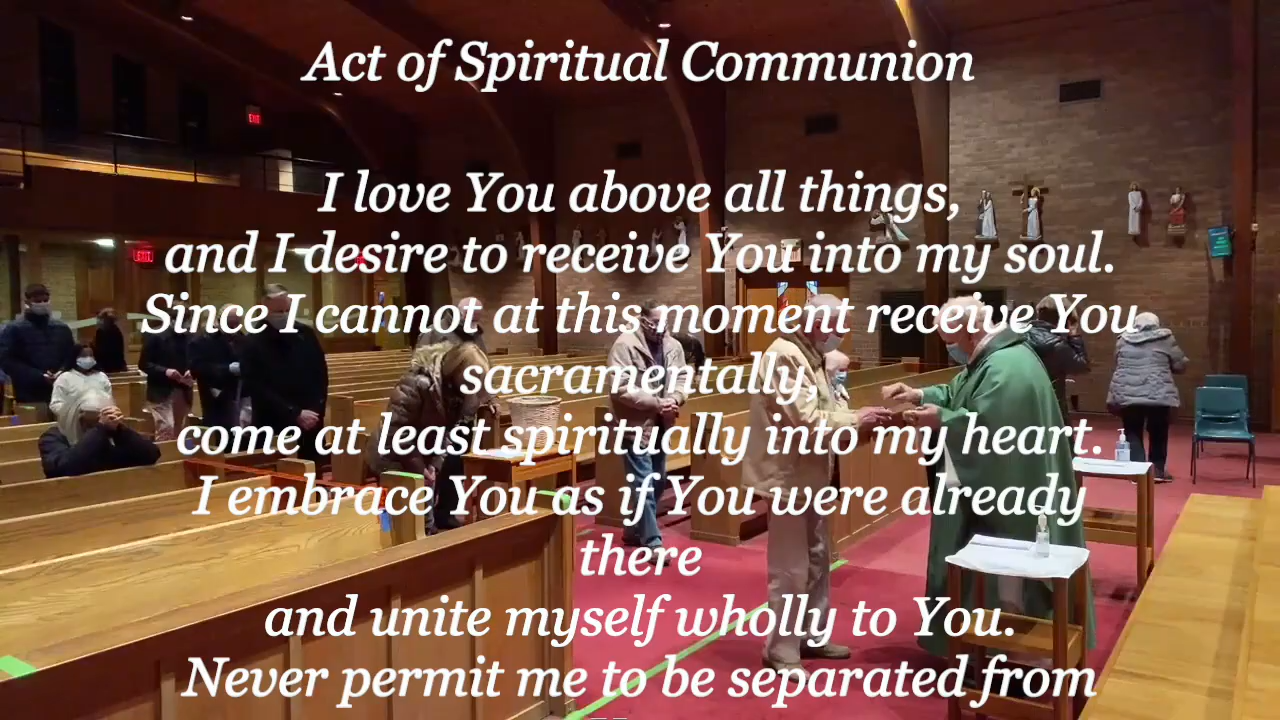 Act of Spiritual Communion
I love You above all things,
and I desire to receive You into my soul.
Since I cannot at this moment receive You
sacramentally,
come at least spiritually into my heart.
I embrace You as if You were already
there
and unite myself wholly to You.
Never permit me to be separated from
EXIT
EXIT